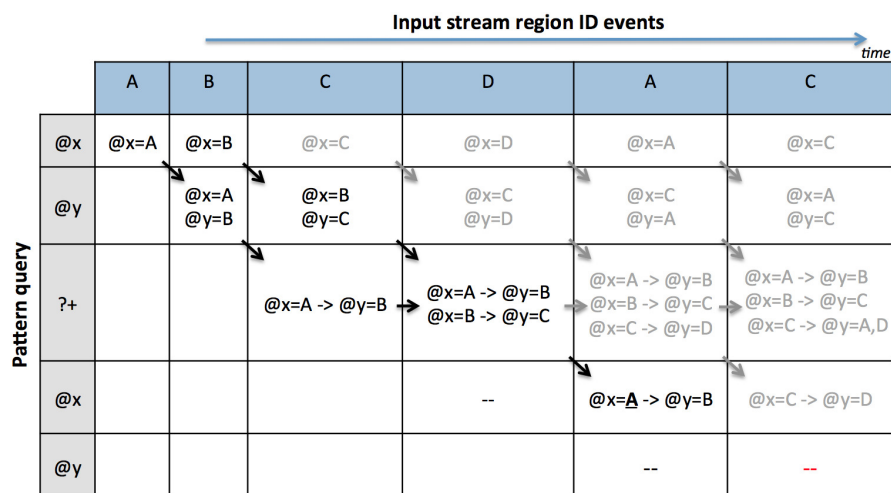 Input stream region ID events
time
A B C D A C
@x @x=A @x=B @x=C @x=D @x=A @x=C
@y @x=A @x=B @x=C @x=C @x=A
@y=B @y=C @y=D @y=A @y=C
?+ @x=A -> @y=B @x=A -> @y=B @x=A -> @y=B @x=A -> @y=B
@x=B -> @y=C @x=B -> @y=C @x=B -> @y=C
@x=C -> @y=D @x=C -> @y=A,D
@x -- @x=A -> @y=B @x=C -> @y=D
@y -- --
Pattern query